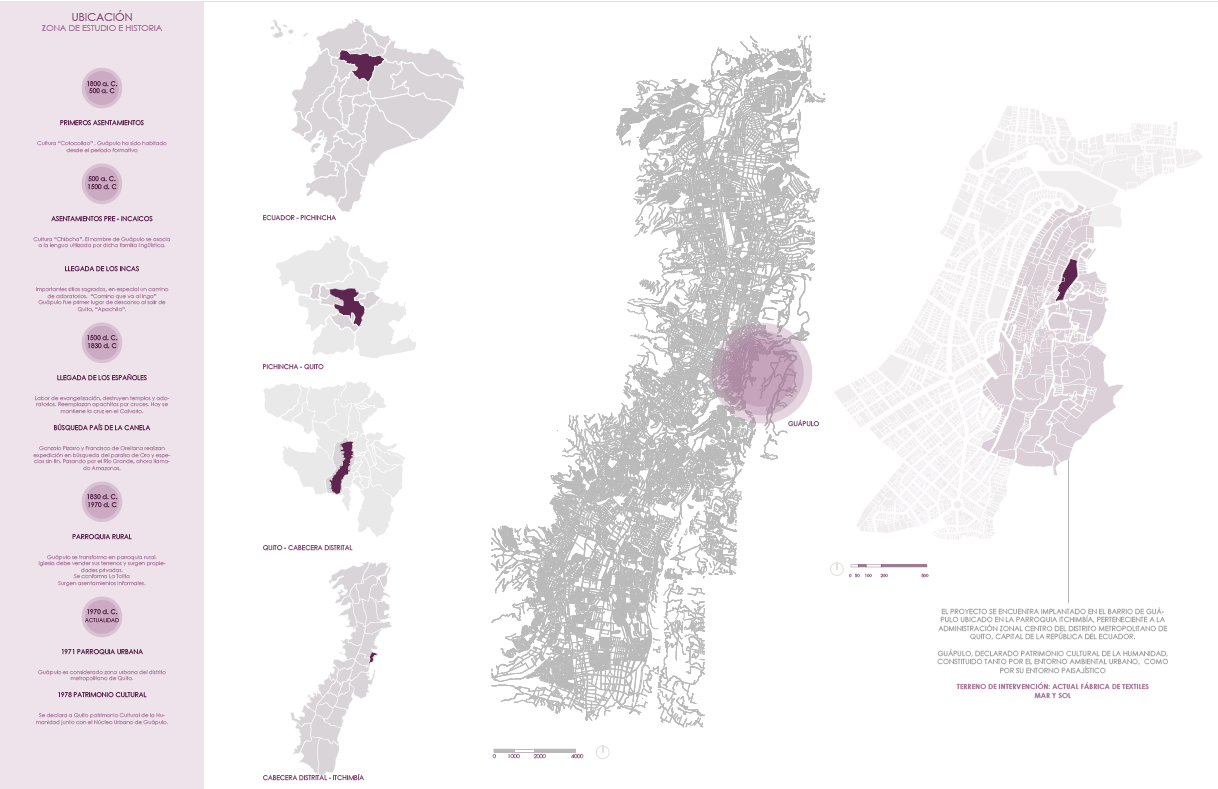 UBICACIÓN
ZONA DE ESTUDIO E HISTORIA
1800 a. C.
500 a. C
PRIMEROS ASENTAMIENTOS
Cultura "Cotocollao". Guápulo ha sido habitado
desde el período formativo
500 a. C.
1500 d. C
ASENTAMIENTOS PRE - INCAICOS
Cultura "Chibcha". El nombre de Guápulo se asocia
a la lengua utilizada por dicha familia lingüística.
LLEGADA DE LOS INCAS
Importantes sitios sagrados, en especial un camino
de adoratorios, "Camino que va al Inga"
Guápulo fue primer lugar de descanso al salir de
Quito, "Apachita".
1500 d. C.
1830 d. C
LLEGADA DE LOS ESPAÑOLES
Labor de evangelización, destruyen templos y ado-
ratorios. Reemplazan apachitas por cruces. Hoy se
mantiene la cruz en el Calvario.
BÚSQUEDA PAÍS DE LA CANELA
Gonzalo Pizarro y Francisco de Orellana realizan
expedición en búsqueda del paraíso de Oro y espe-
cias sin fin. Pasando por el Río Grande, ahora llama-
do Amazonas.
1830 d. C.
1970 d. C
PARROQUIA RURAL
Guápulo se transforma en parroquia rural.
Iglesia debe vender sus terrenos y surgen propie-
dades privadas.
Se conforma La Tolita
Surgen asentamientos informales.
1970 d. C.
ACTUALIDAD
1971 PARROQUIA URBANA
Guápulo es considerado zona urbana del distrito
metropolitano de Quito.
1978 PATRIMONIO CULTURAL
Se declara a Quito patrimonio Cultural de la Hu-
manidad junto con el Núcleo Urbano de Guápulo.
ECUADOR - PICHINCHA
PICHINCHA - QUITO
QUITO - CABECERA DISTRITAL
CABECERA DISTRITAL - ITCHIMBÍA
GUÁPULO
0 1000 2000 4000
0 50 100 200 500
EL PROYECTO SE ENCUENTRA IMPLANTADO EN EL BARRIO DE GUÁ-
PULO UBICADO EN LA PARROQUIA ITCHIMBÍA, PERTENECIENTE A LA
ADMINISTRACIÓN ZONAL CENTRO DEL DISTRITO METROPOLITANO DE
QUITO, CAPITAL DE LA REPÚBLICA DEL ECUADOR.
GUÁPULO, DECLARADO PATRIMONIO CULTURAL DE LA HUMANIDAD,
CONSTITUIDO TANTO POR EL ENTORNO AMBIENTAL URBANO, COMO
POR SU ENTORNO PAISAJÍSTICO
TERRENO DE INTERVENCIÓN: ACTUAL FÁBRICA DE TEXTILES
MAR Y SOL